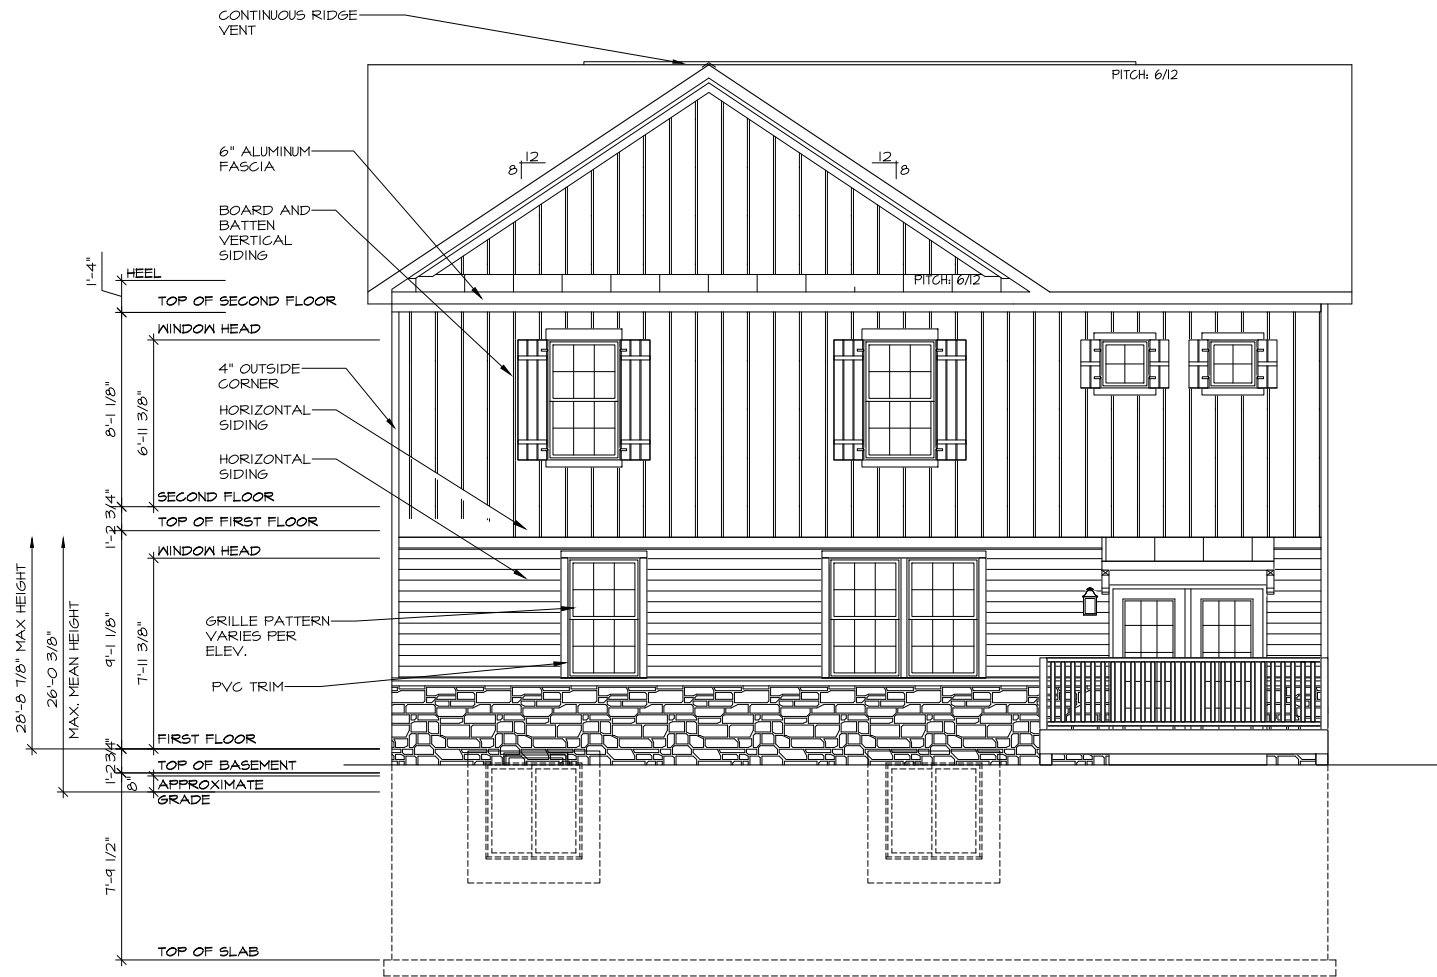 CONTINUOUS RIDGE
VENT
PITCH: 6/12
6" ALUMINUM
FASCIA
12
8
12
8
BOARD AND
BATTEN
VERTICAL
SIDING
1'-4"
HEEL
PITCH: 6/12
TOP OF SECOND FLOOR
WINDOW HEAD
4" OUTSIDE
CORNER
8'-1 1/8"
6'-11 3/8"
HORIZONTAL
SIDING
HORIZONTAL
SIDING
SECOND FLOOR
1'-2 3/4"
TOP OF FIRST FLOOR
WINDOW HEAD
28'-8 7/8" MAX HEIGHT
26'-0 3/8"
MAX. MEAN HEIGHT
9'-1 1/8"
7'-11 3/8"
GRILLE PATTERN
VARIES PER
ELEV.
PVC TRIM
FIRST FLOOR
1'-2 3/4"
TOP OF BASEMENT
8"
APPROXIMATE
GRADE
7'-9 1/2"
TOP OF SLAB